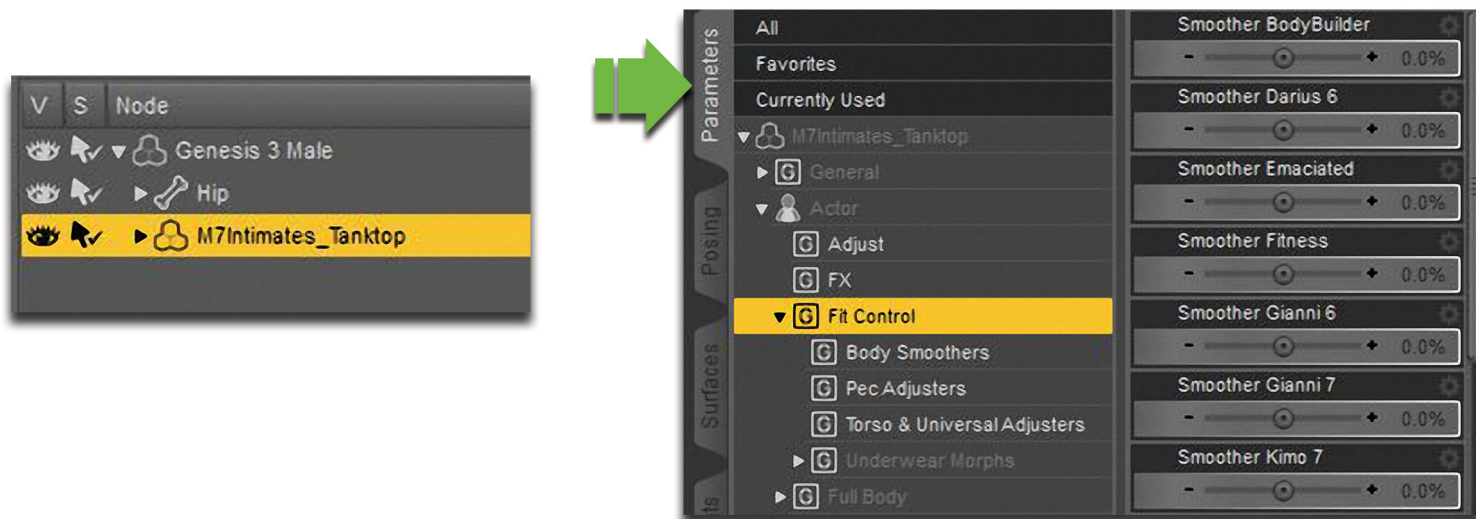 V S Node
Genesis 3 Male
Hip
M7Intimates_Tanktop
Parameters
Posing
Surfaces
ts
All
Favorites
Currently Used
M7Intimates_Tanktop
G General
Actor
G Adjust
G FX
G Fit Control
G Body Smoothers
G Pec Adjusters
G Torso & Universal Adjusters
G Underwear Morphs
G Full Body
Smoother BodyBuilder
- + 0.0%
Smoother Darius 6
- + 0.0%
Smoother Emaciated
- + 0.0%
Smoother Fitness
- + 0.0%
Smoother Gianni 6
- + 0.0%
Smoother Gianni 7
- + 0.0%
Smoother Kimo 7
- + 0.0%